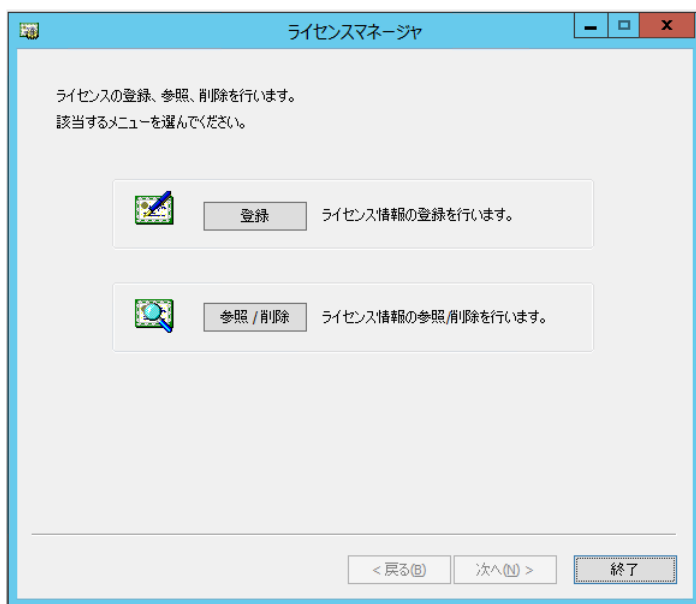 ライセンスマネージャ
ライセンスの登録、参照、削除を行います。
該当するメニューを選んでください。
登録 ライセンス情報の登録を行います。
参照 / 削除 ライセンス情報の参照/削除を行います。
< 戻る(B) 次へ(N) > 終了